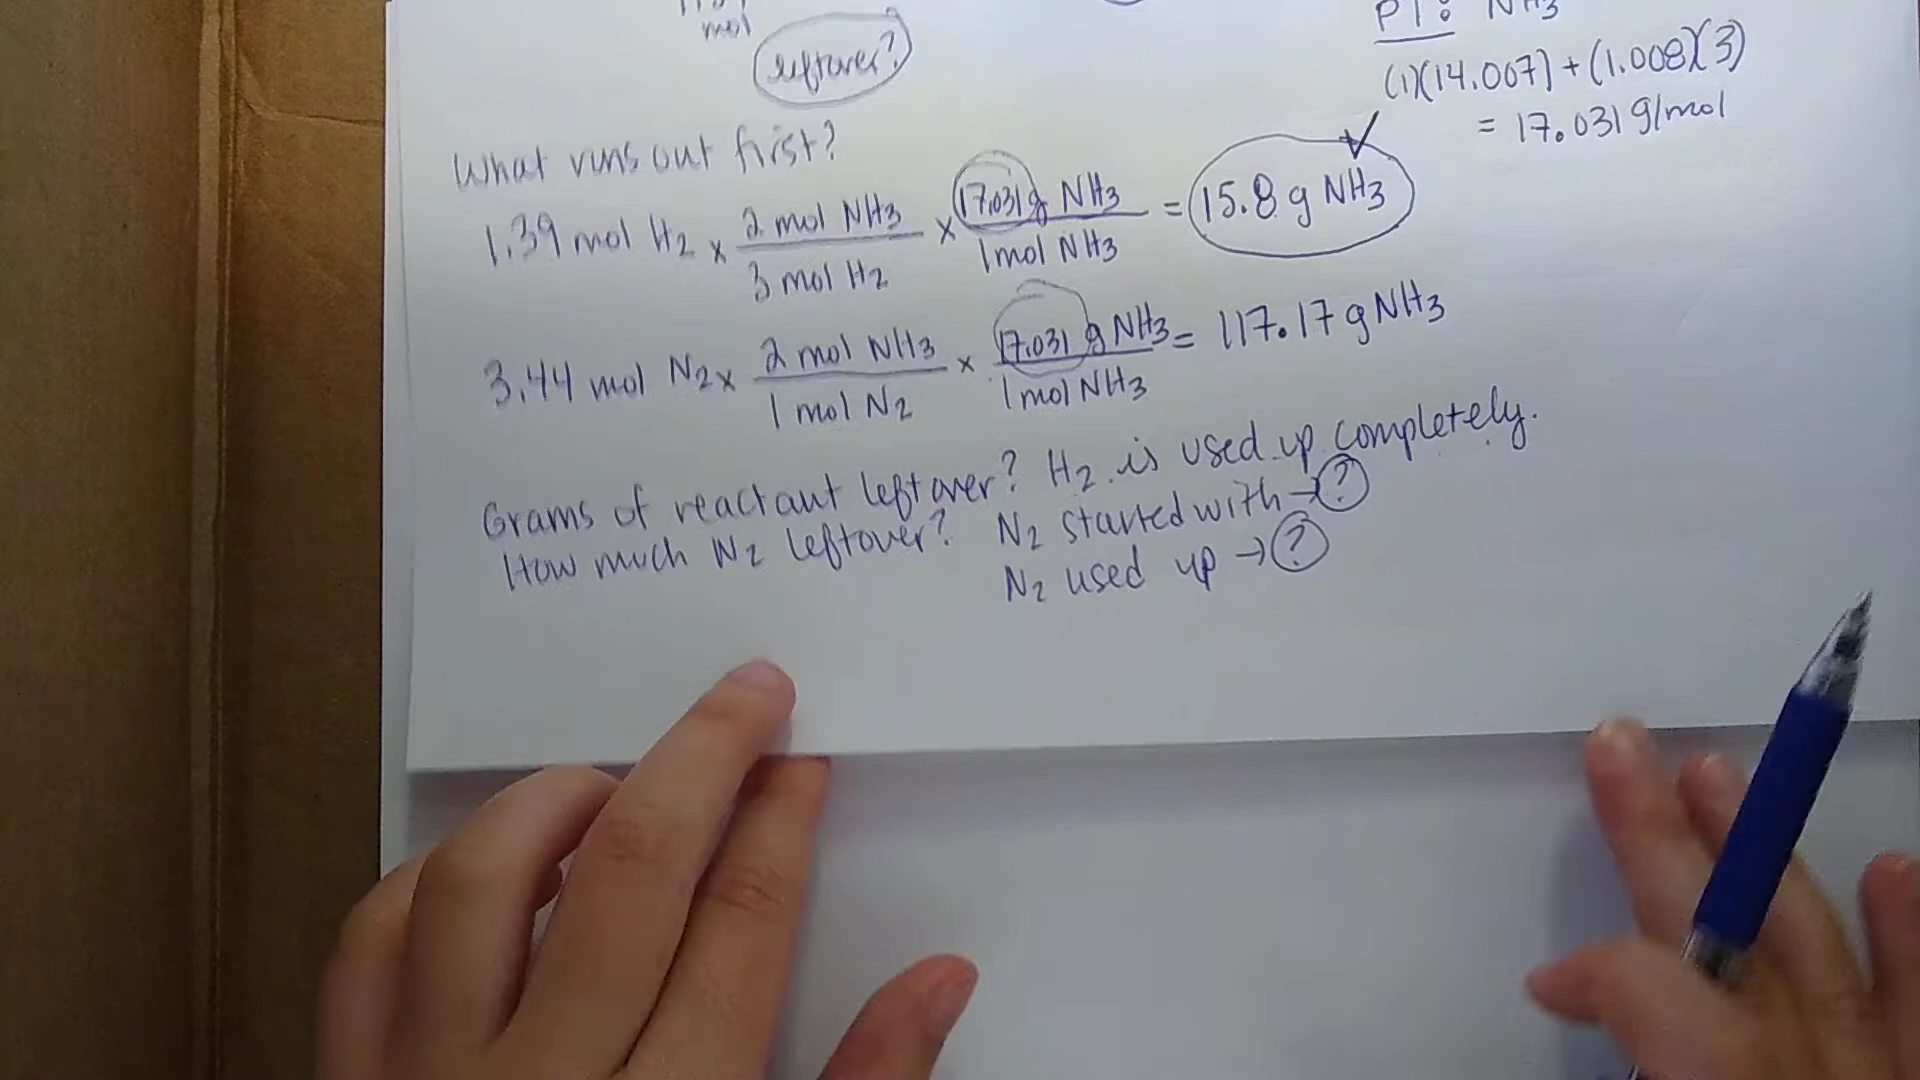 mol
leftover?
PT: NH3
(1)(14.007) + (1.008)(3)
= 17.031 g/mol
What runs out first?
1.39 mol H2 x 2 mol NH3 / 3 mol H2 x 17.031 g NH3 / 1 mol NH3 = 15.8 g NH3 ✓
3.44 mol N2 x 2 mol NH3 / 1 mol N2 x 17.031 g NH3 / 1 mol NH3 = 117.17 g NH3
Grams of reactant leftover? H2 is used up completely.
How much N2 leftover? N2 started with → ?
N2 used up → ?